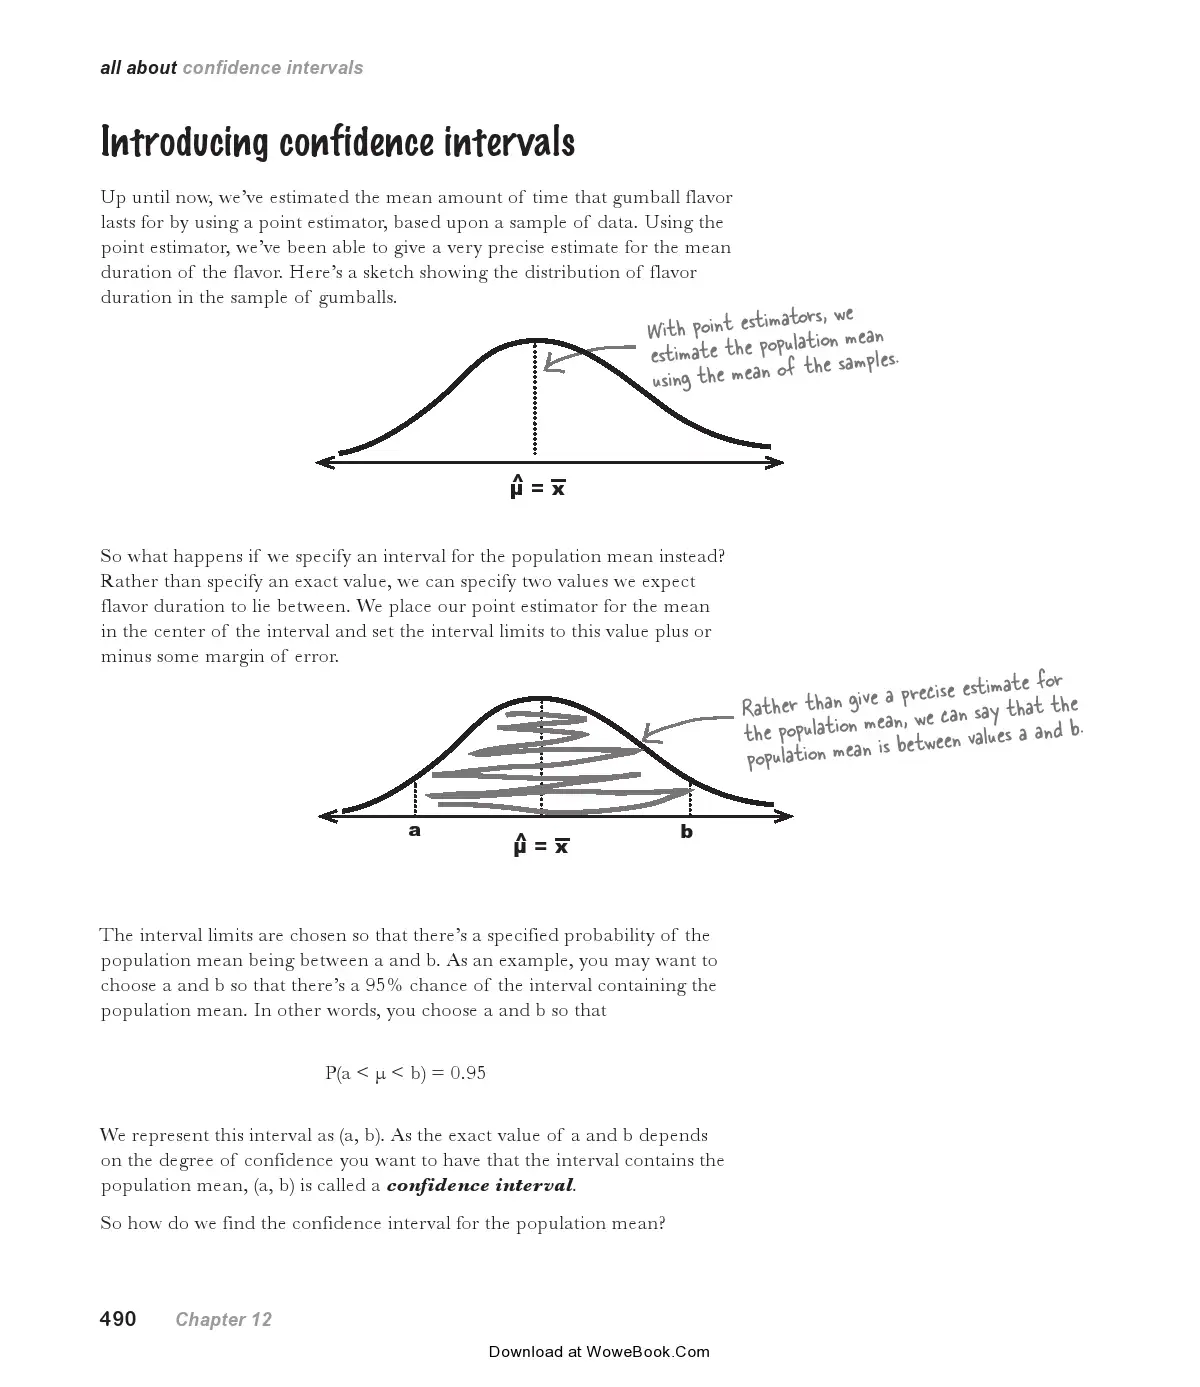 all about confidence intervals
Introducing confidence intervals
Up until now, we’ve estimated the mean amount of time that gumball flavor
lasts for by using a point estimator, based upon a sample of data. Using the
point estimator, we’ve been able to give a very precise estimate for the mean
duration of the flavor. Here’s a sketch showing the distribution of flavor
duration in the sample of gumballs.
With point estimators, we
estimate the population mean
using the mean of the samples.
μ̂ = x̅
So what happens if we specify an interval for the population mean instead?
Rather than specify an exact value, we can specify two values we expect
flavor duration to lie between. We place our point estimator for the mean
in the center of the interval and set the interval limits to this value plus or
minus some margin of error.
Rather than give a precise estimate for
the population mean, we can say that the
population mean is between values a and b.
a
b
μ̂ = x̅
The interval limits are chosen so that there’s a specified probability of the
population mean being between a and b. As an example, you may want to
choose a and b so that there’s a 95% chance of the interval containing the
population mean. In other words, you choose a and b so that
P(a < μ < b) = 0.95
We represent this interval as (a, b). As the exact value of a and b depends
on the degree of confidence you want to have that the interval contains the
population mean, (a, b) is called a confidence interval.
So how do we find the confidence interval for the population mean?
490 Chapter 12
Download at WoweBook.Com